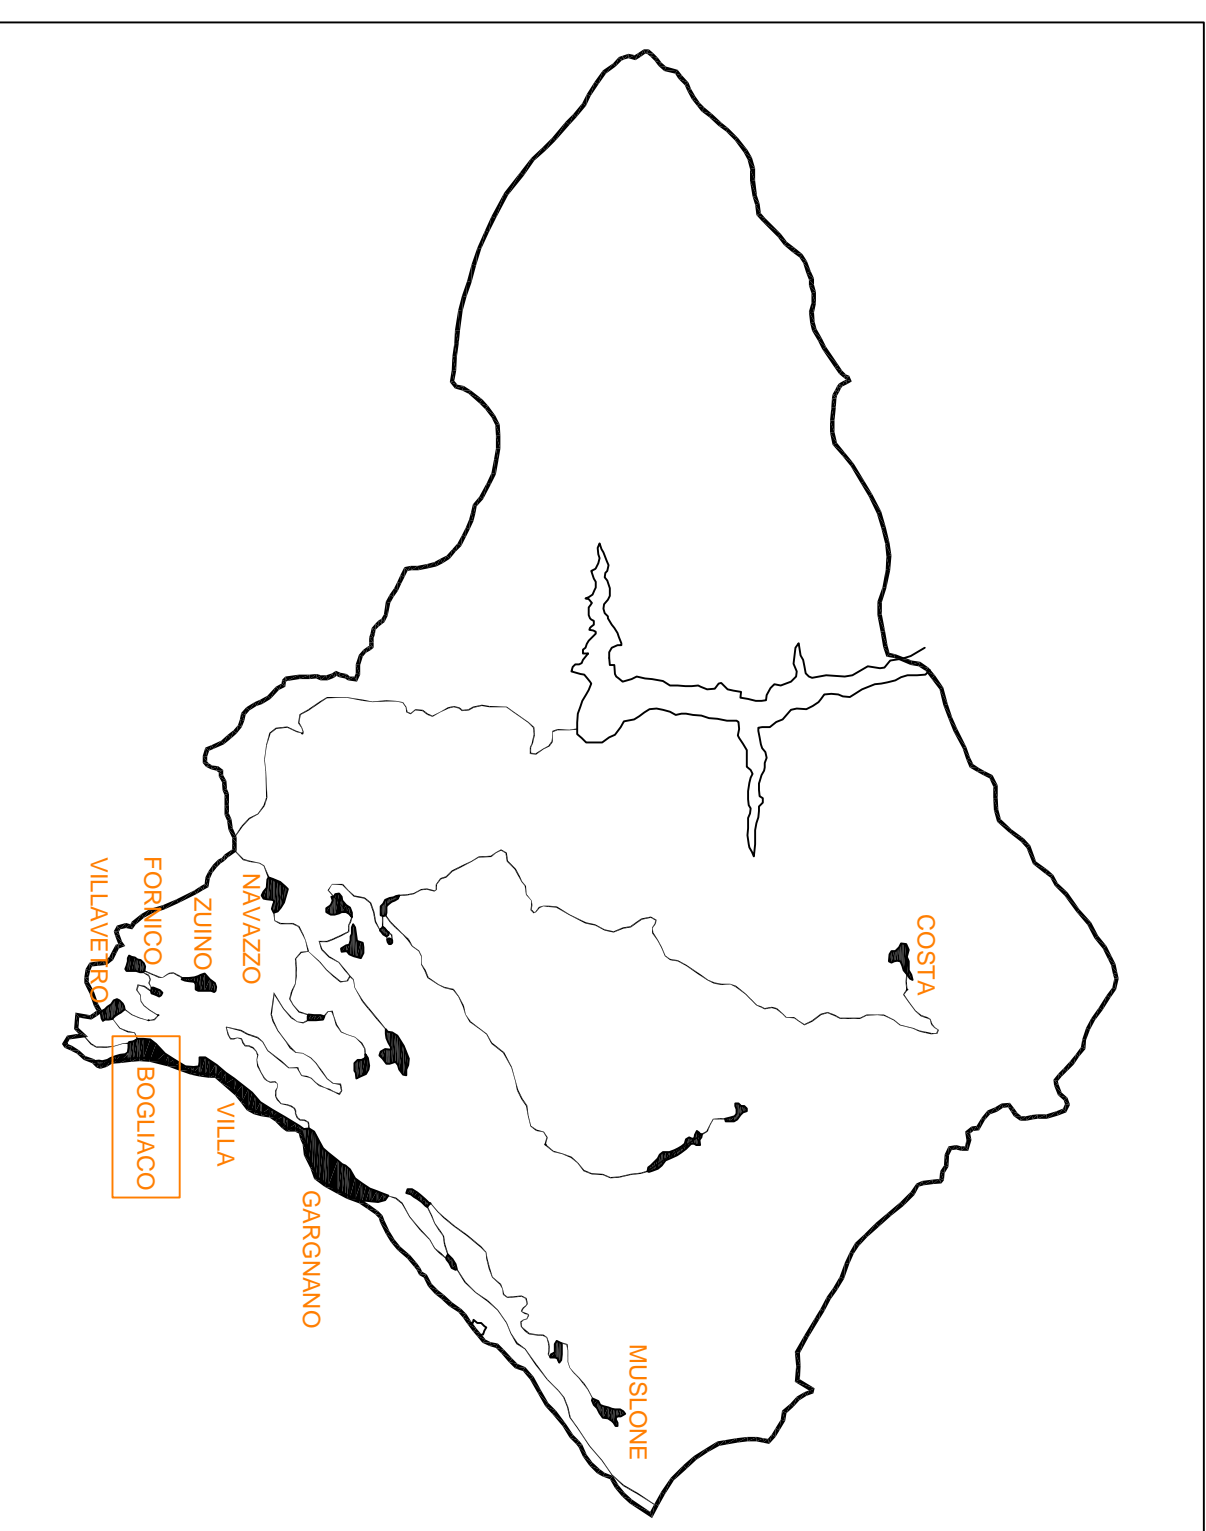 COSTA
NAVAZZO
ZUINO
FORNICO
VILLAVETRO
BOGLIACO
VILLA
GARGNANO
MUSLONE